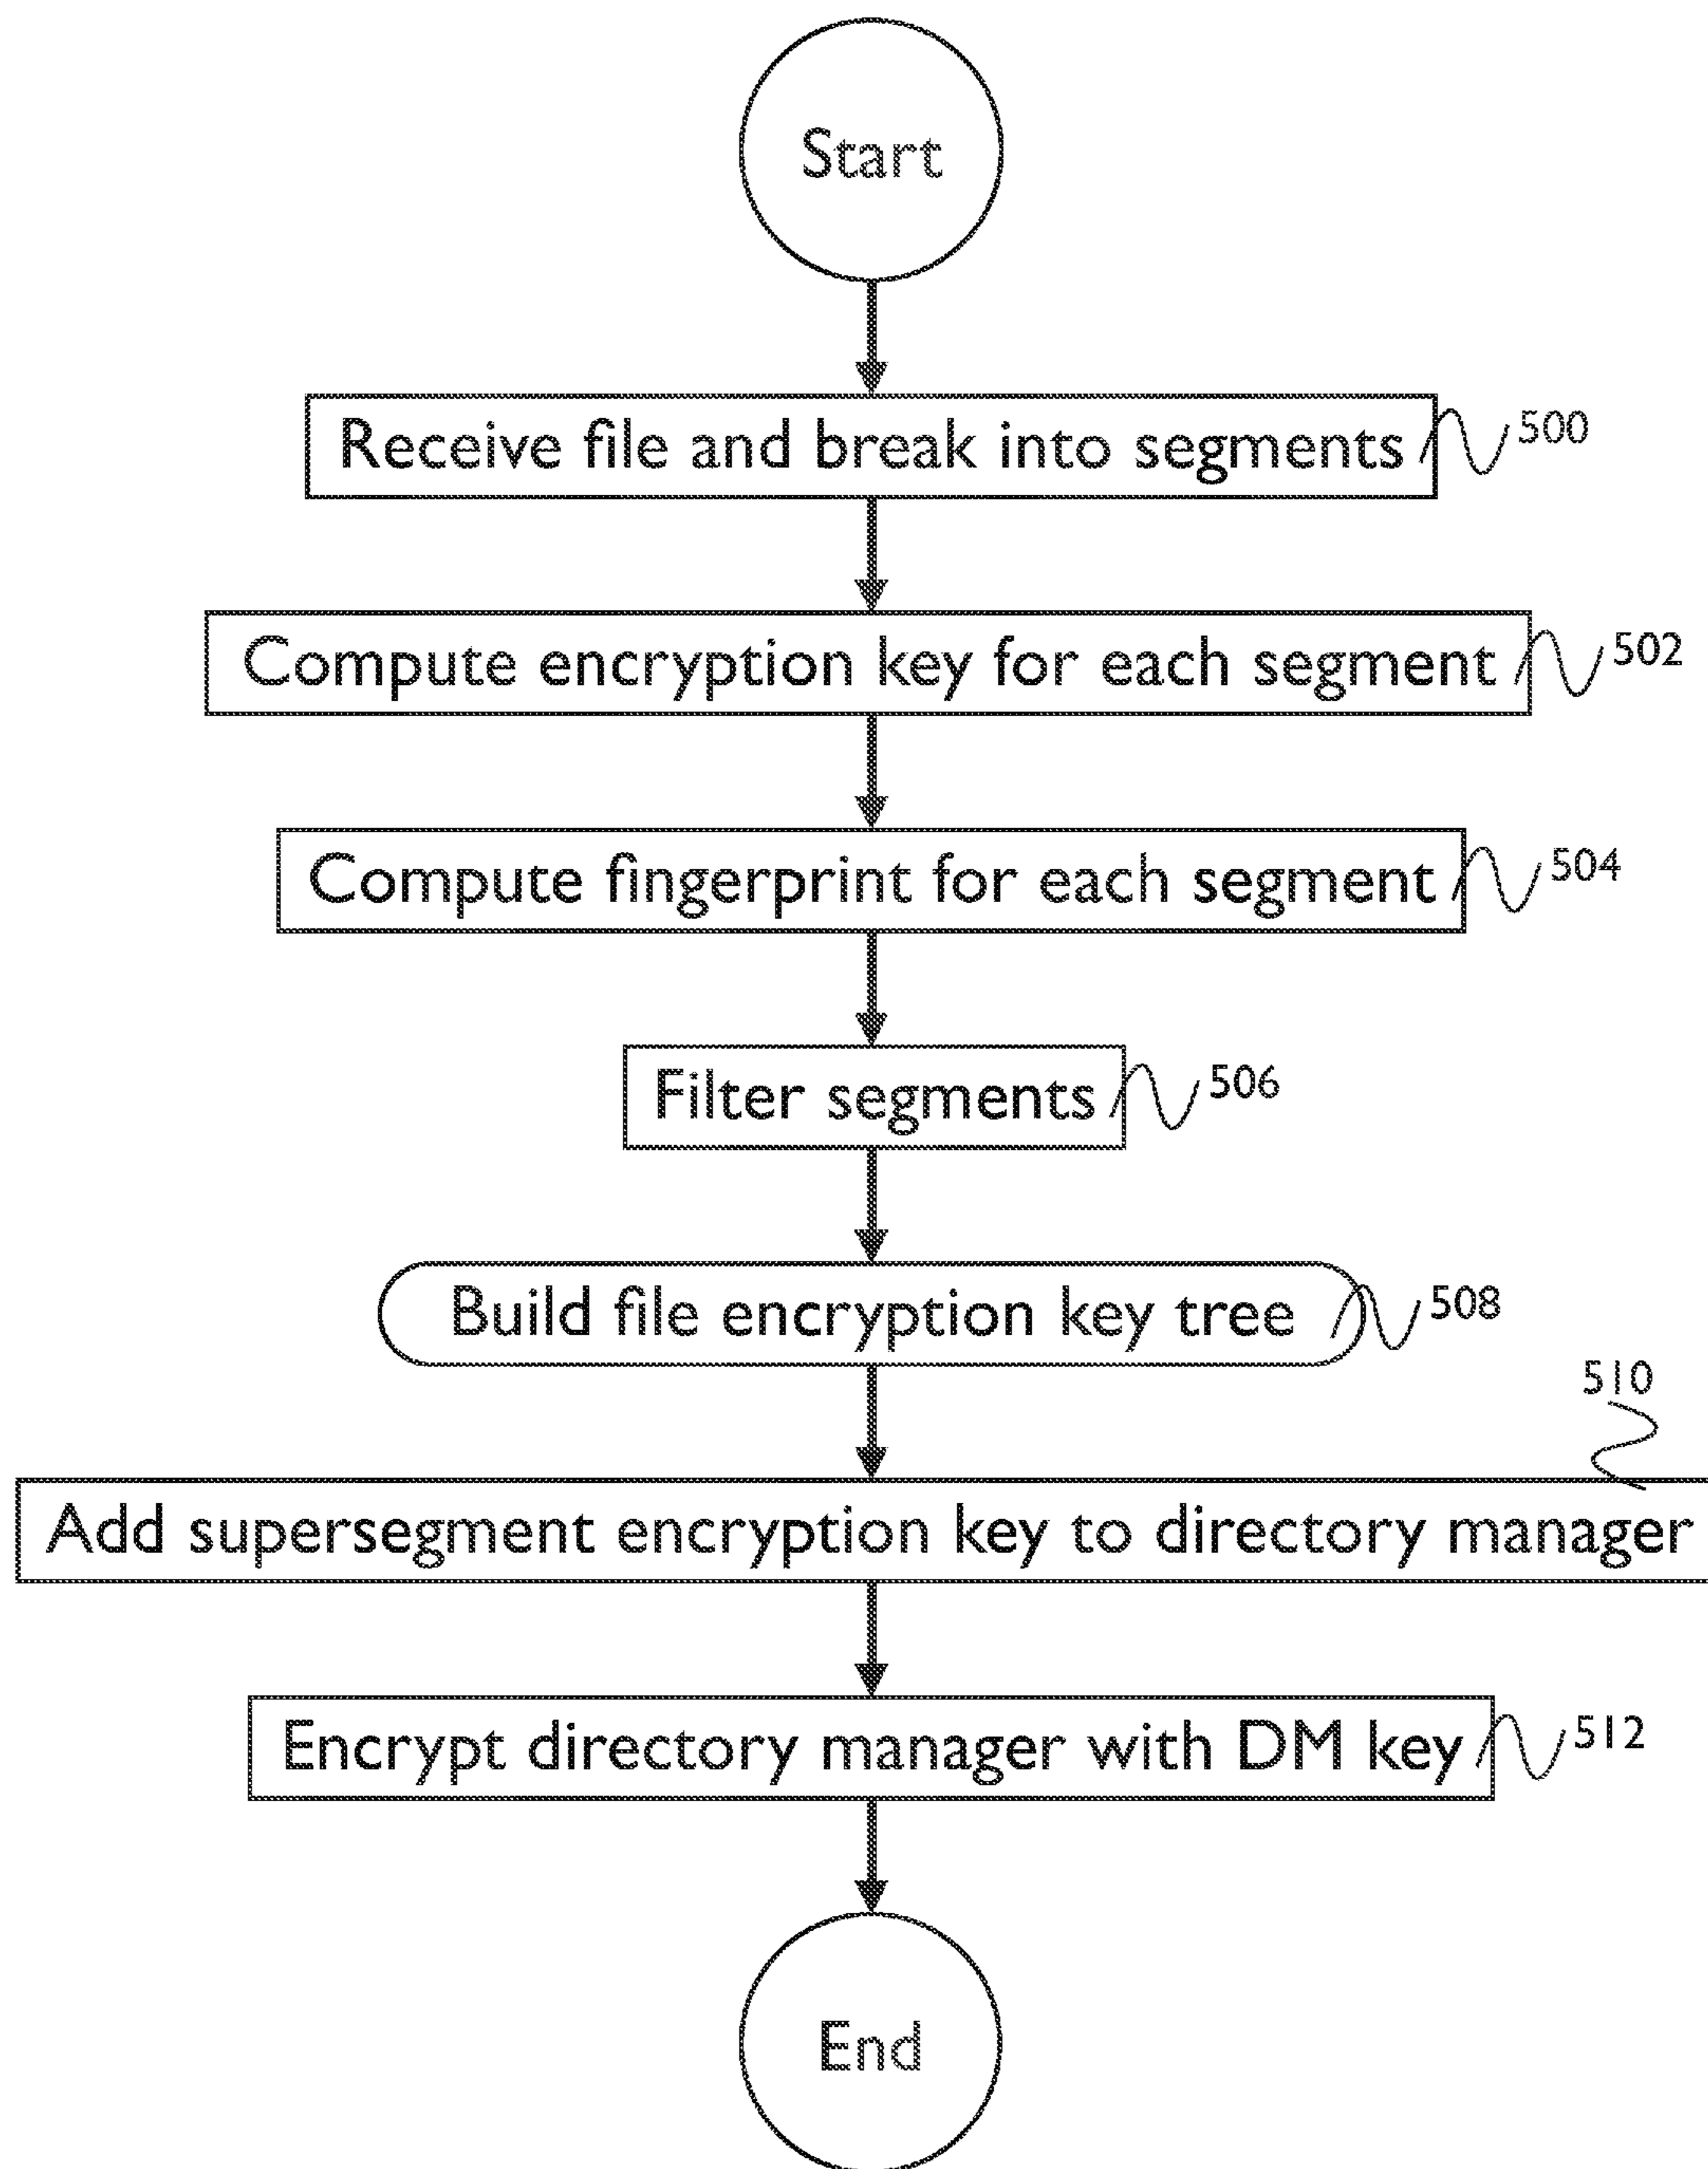 Start
Receive file and break into segments
500
Compute encryption key for each segment
502
Compute fingerprint for each segment
504
Filter segments
506
Build file encryption key tree
508
510
Add supersegment encryption key to directory manager
Encrypt directory manager with DM key
512
End